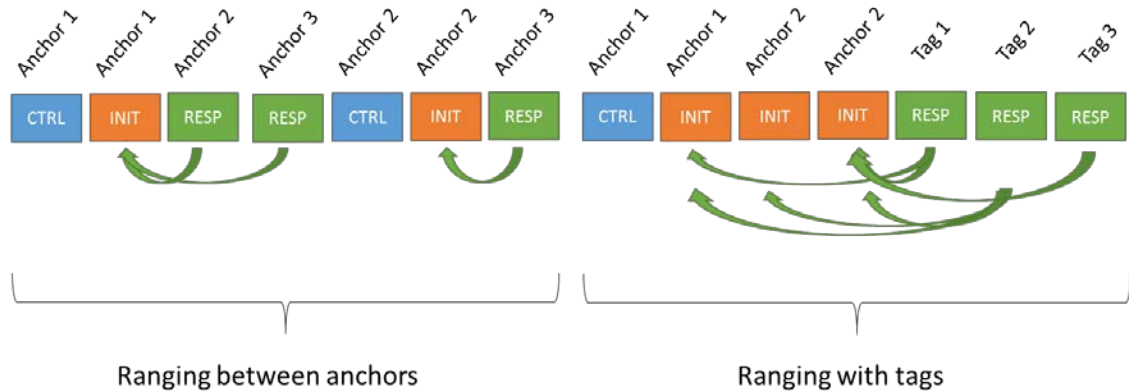 Anchor 1
Anchor 1
Anchor 2
Anchor 3
Anchor 2
Anchor 2
Anchor 3
Anchor 1
Anchor 1
Anchor 2
Anchor 2
Tag 1
Tag 2
Tag 3
CTRL
INIT
RESP
RESP
CTRL
INIT
RESP
CTRL
INIT
INIT
INIT
RESP
RESP
RESP
Ranging between anchors
Ranging with tags